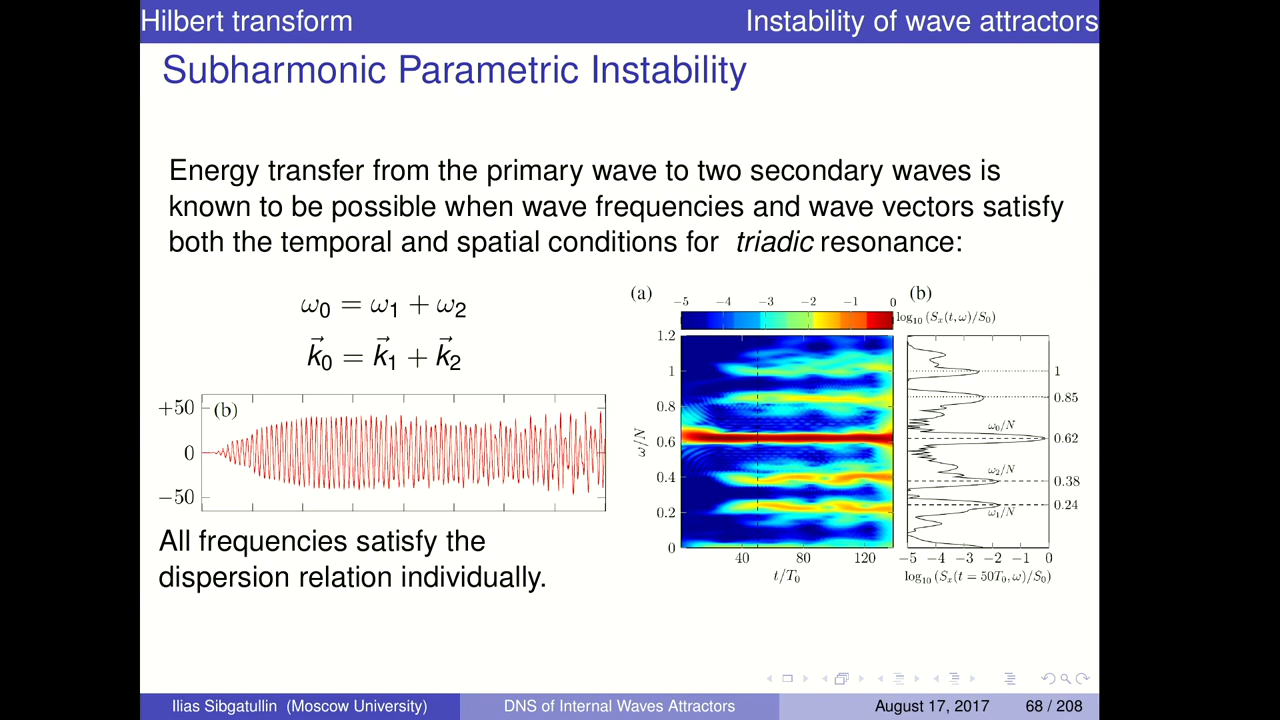 Hilbert transform
Instability of wave attractors
Subharmonic Parametric Instability
Energy transfer from the primary wave to two secondary waves is
known to be possible when wave frequencies and wave vectors satisfy
both the temporal and spatial conditions for triadic resonance:
ω₀ = ω₁ + ω₂
k⃗₀ = k⃗₁ + k⃗₂
(b)
+50
0
−50
All frequencies satisfy the
dispersion relation individually.
(a)
−5 −4 −3 −2 −1 0
log₁₀ (Sₓ(t, ω)/S₀)
1.2
1
0.8
0.6
0.4
0.2
0
ω/N
40 80 120
t/T₀
(b)
1
0.85
ω₀/N
0.62
ω₂/N
0.38
0.24
ω₁/N
−5 −4 −3 −2 −1 0
log₁₀ (Sₓ(t = 50T₀, ω)/S₀)
Ilias Sibgatullin (Moscow University)
DNS of Internal Waves Attractors
August 17, 2017
68 / 208